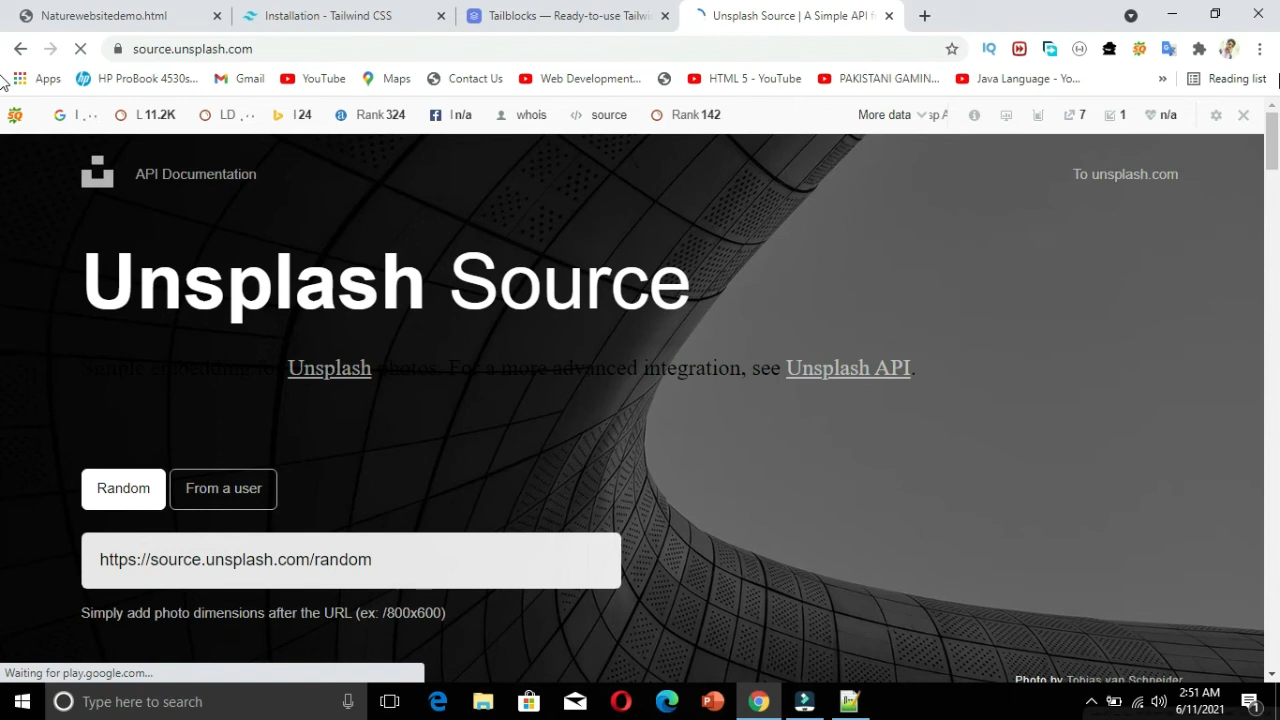 Naturewebsitedemo.html
Installation - Tailwind CSS
Tailblocks — Ready-to-use Tailwi
Unsplash Source | A Simple API f
source.unsplash.com
Apps
HP ProBook 4530s...
Gmail
YouTube
Maps
Contact Us
Web Development...
HTML 5 - YouTube
PAKISTANI GAMIN...
Java Language - Yo...
»
Reading list
I ...
L 11.2K
LD ...
I 24
Rank 324
I n/a
whois
source
Rank 142
More data
7
1
n/a
API Documentation
To unsplash.com
Unsplash Source
Simple embedding for Unsplash photos. For a more advanced integration, see Unsplash API.
Random
From a user
https://source.unsplash.com/random
Simply add photo dimensions after the URL (ex: /800x600)
Waiting for play.google.com...
Photo by Tobias van Schneider
Type here to search
2:51 AM
6/11/2021
1